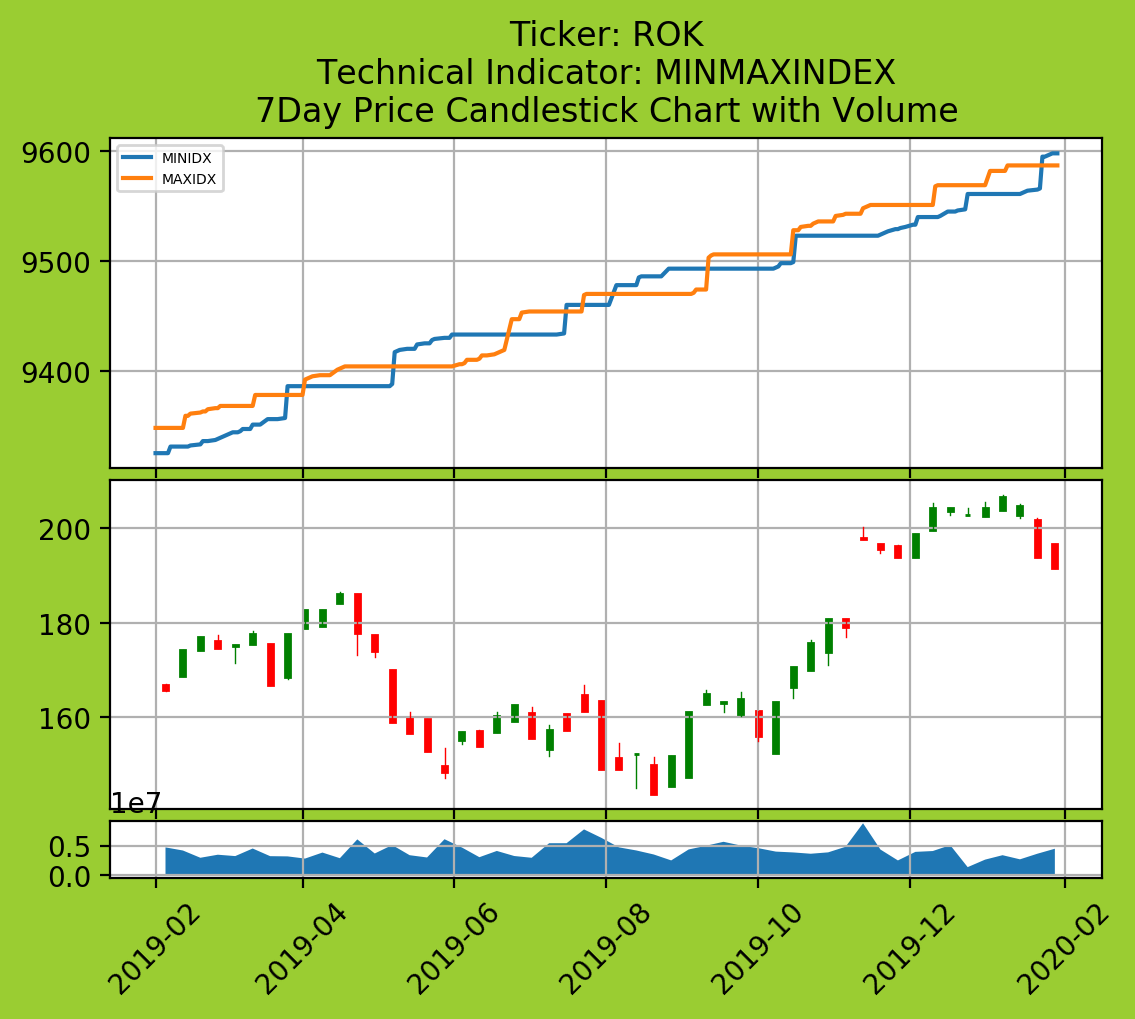 Ticker: ROK
Technical Indicator: MINMAXINDEX
7Day Price Candlestick Chart with Volume
9600
9500
9400
MINIDX
MAXIDX
200
180
160
1e7
0.5
0.0
2019-02
2019-04
2019-06
2019-08
2019-10
2019-12
2020-02